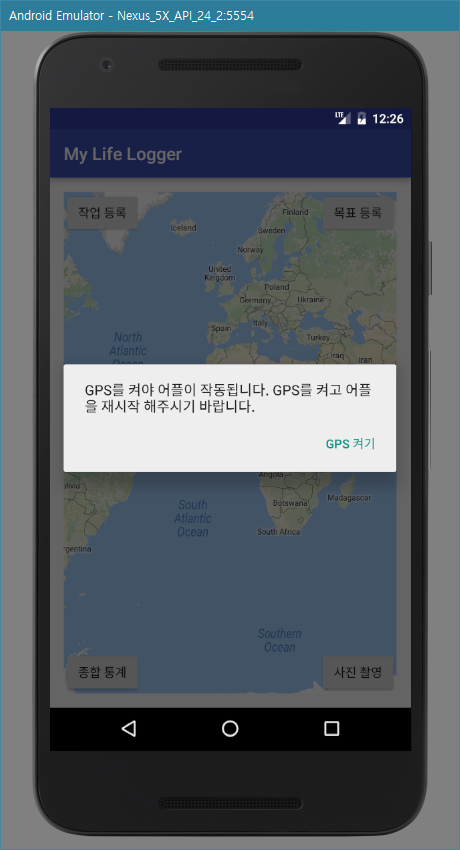 Android Emulator - Nexus_5X_API_24_2:5554
LTE
12:26
My Life Logger
작업 등록
목표 등록
Iceland
Finland
Sweden
Norway
United
Kingdom
Poland
Germany
Ukraine
Spain
Italy
Turkey
Iraq
Iran
North
Atlantic
Ocean
GPS를 켜야 어플이 작동됩니다. GPS를 켜고 어플
을 재시작 해주시기 바랍니다.
GPS 켜기
Angola
olivia
Botswana
Madagascar
South
Atlantic
Ocean
South Africa
gentina
Southern
Ocean
종합 통계
사진 촬영